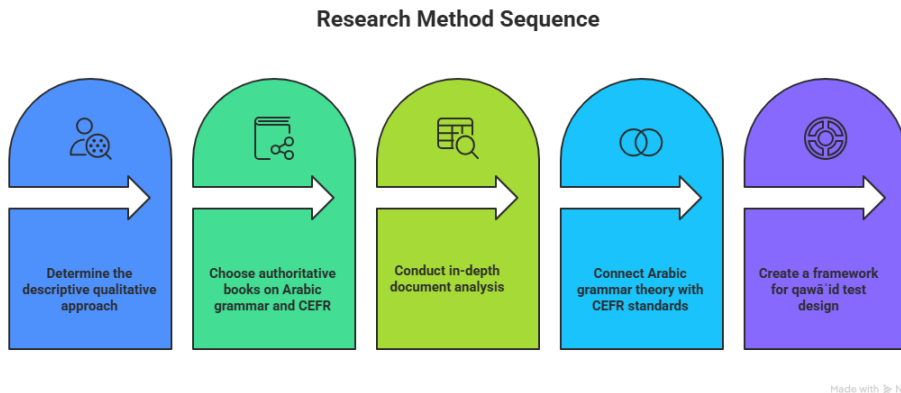 Research Method Sequence
Determine the
descriptive qualitative
approach
Choose authoritative
books on Arabic
grammar and CEFR
Conduct in-depth
document analysis
Connect Arabic
grammar theory with
CEFR standards
Create a framework
for qawāʿid test
design
Made with